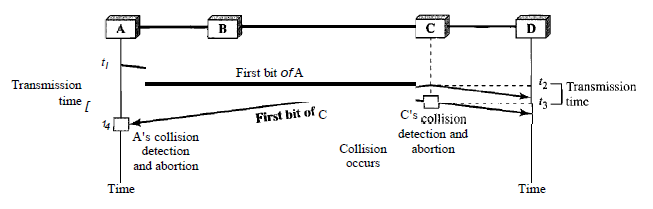 A B C D
t1
First bit of A
t2 Transmission
t3 time
Transmission
time [
First bit of C
t4
A's collision
detection
and abortion
C's collision
detection and
abortion
Collision
occurs
Time Time